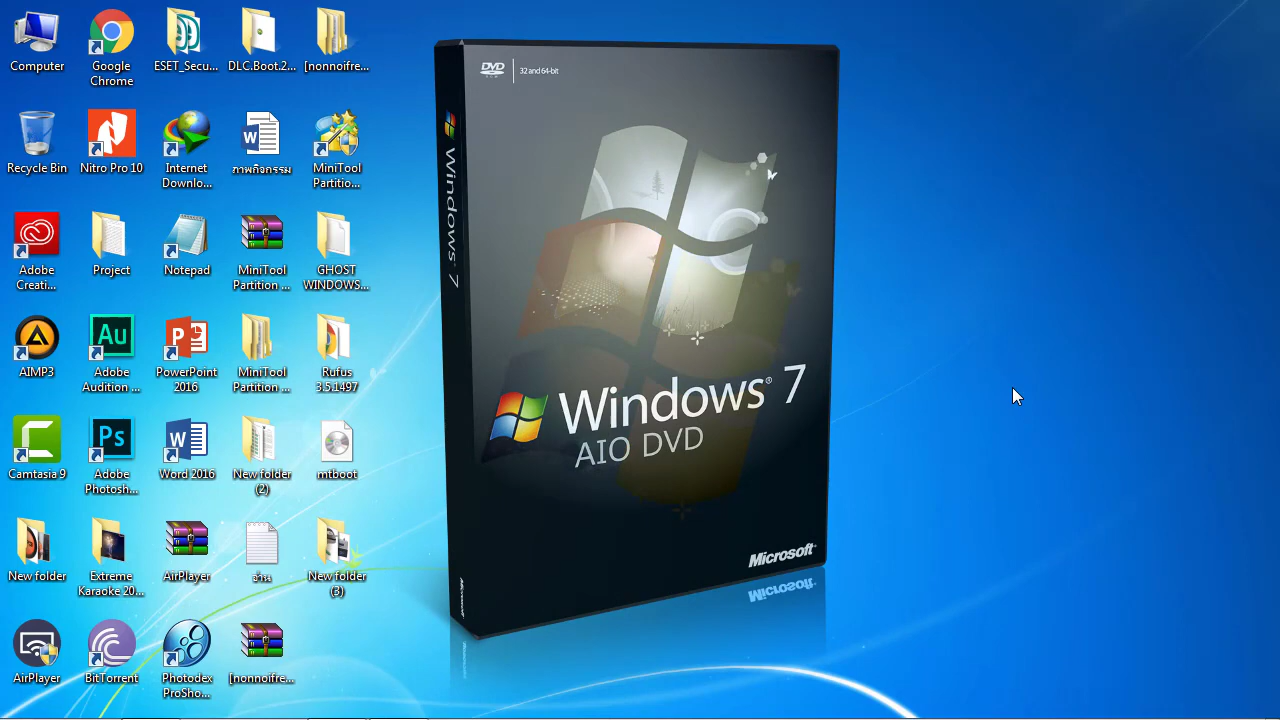 Computer
Google
Chrome
ESET_Secu...
DLC.Boot.2...
[nonnoifre...
Recycle Bin
Nitro Pro 10
Internet
Downlo...
ภาพกิจกรรม
MiniTool
Partitio...
Adobe
Creati...
Project
Notepad
MiniTool
Partition ...
GHOST
WINDOWS...
AIMP3
Adobe
Audition ...
PowerPoint
2016
MiniTool
Partition ...
Rufus
3.5.1497
Camtasia 9
Adobe
Photosh...
Word 2016
New folder
(2)
mtboot
New folder
Extreme
Karaoke 20...
AirPlayer
อ่าน
New folder
(3)
AirPlayer
BitTorrent
Photodex
ProSho...
[nonnoifre...
DVD
32 and 64-bit
Windows 7
Windows® 7
AIO DVD
Microsoft
Microsoft